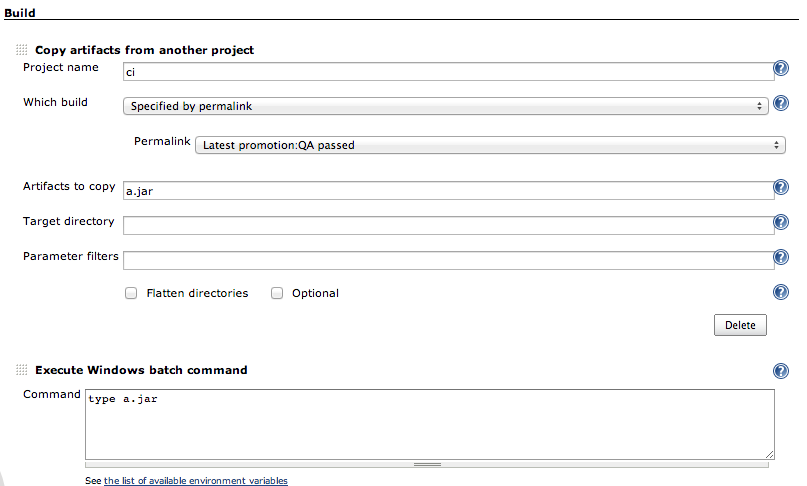 Build
Copy artifacts from another project
Project name
ci
Which build
Specified by permalink
Permalink
Latest promotion:QA passed
Artifacts to copy
a.jar
Target directory
Parameter filters
Flatten directories
Optional
Delete
Execute Windows batch command
Command
type a.jar
See the list of available environment variables